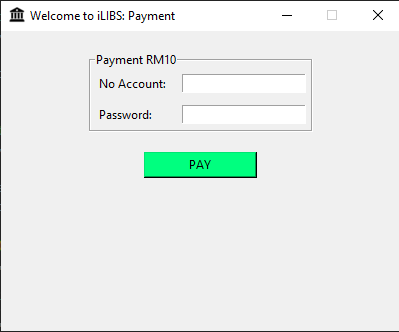 Welcome to iLIBS: Payment
Payment RM10
No Account:
Password:
PAY